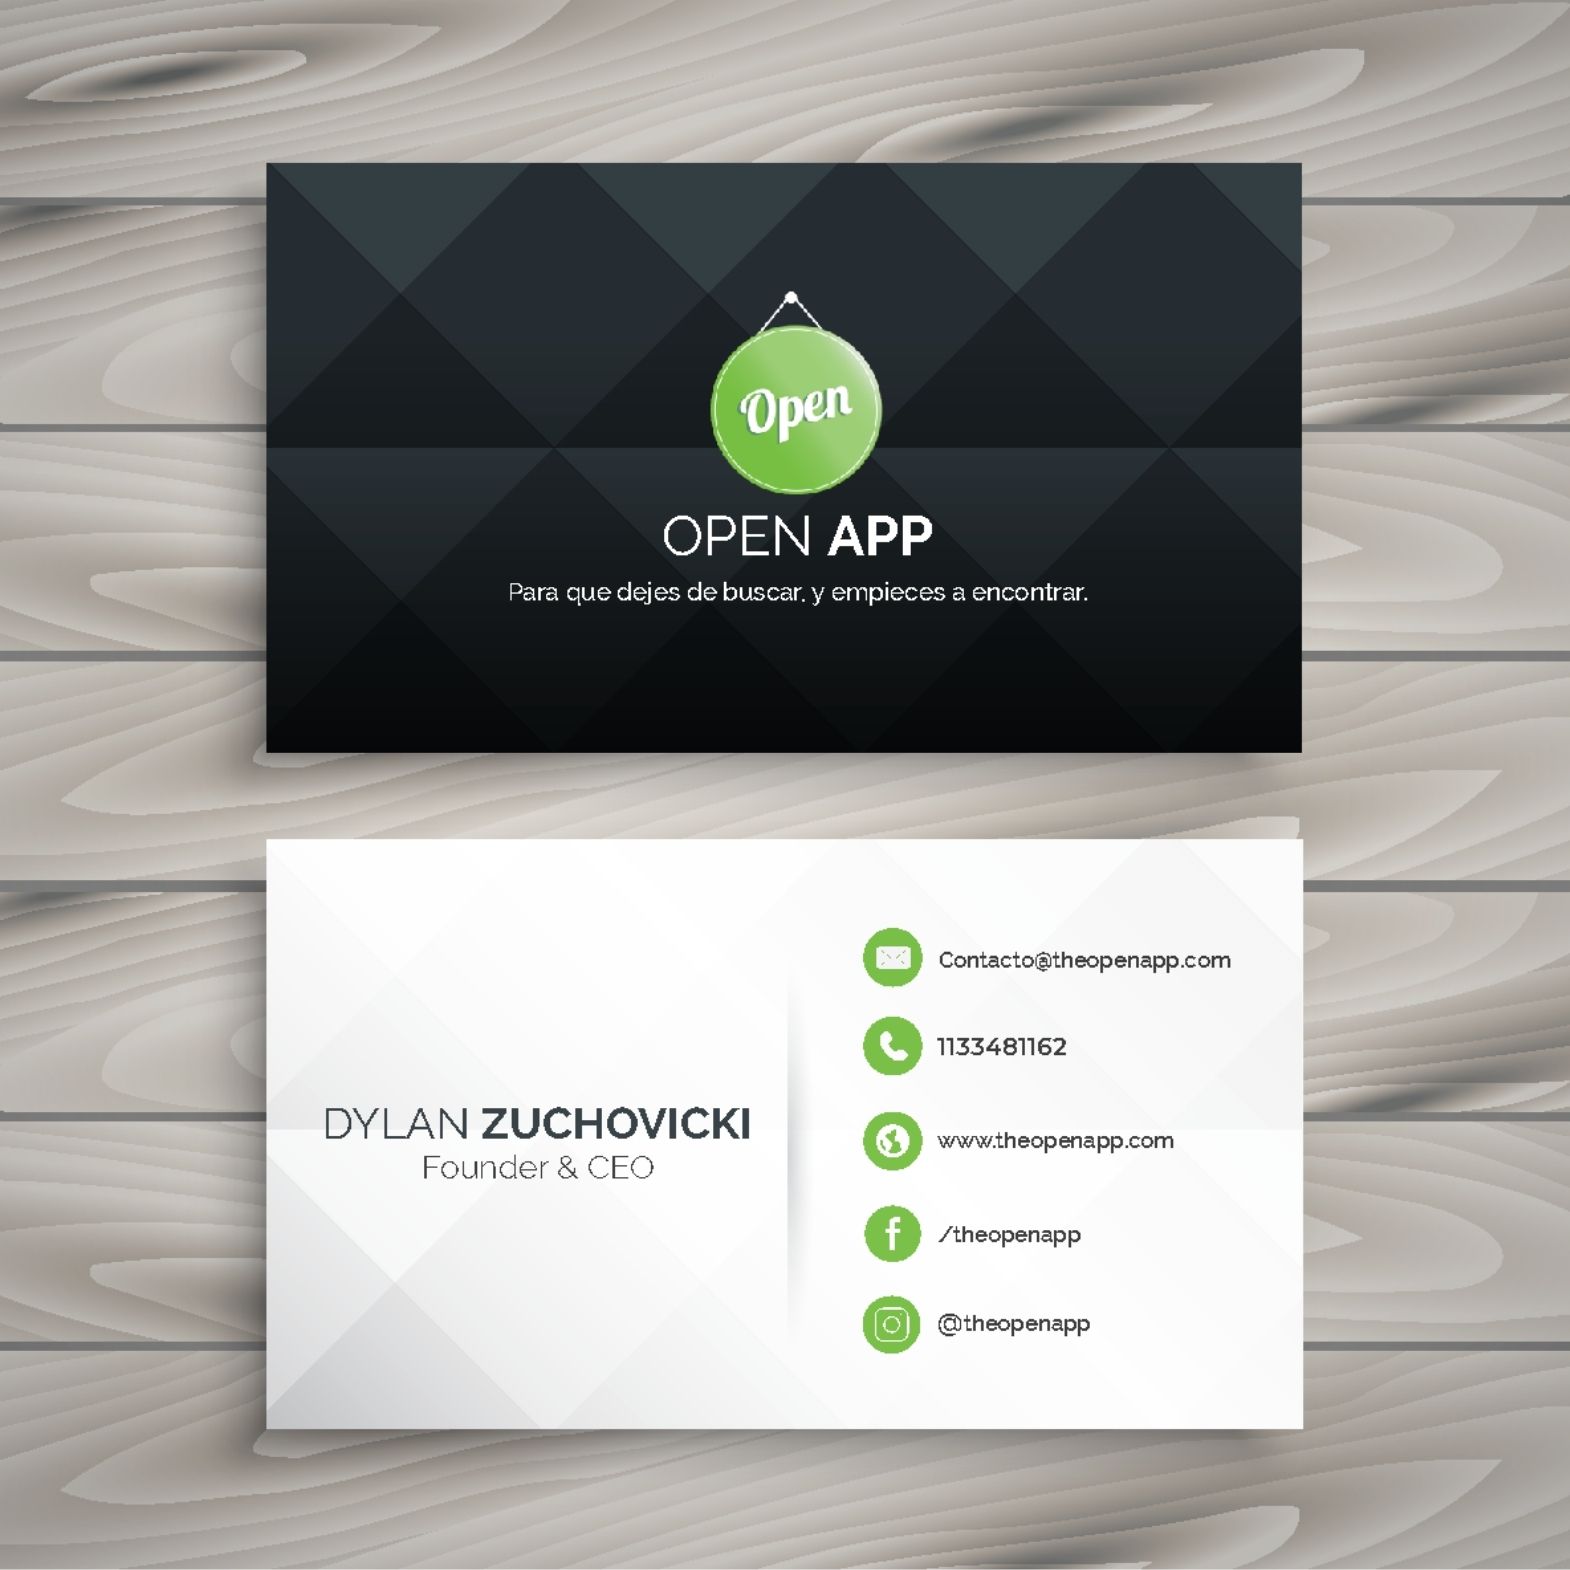 Open
OPEN APP
Para que dejes de buscar, y empieces a encontrar.
DYLAN ZUCHOVICKI
Founder & CEO
Contacto@theopenapp.com
1133481162
www.theopenapp.com
/theopenapp
@theopenapp